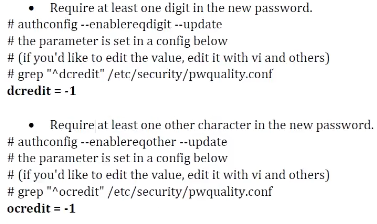 • Require at least one digit in the new password.
# authconfig --enablereqdigit --update
# the parameter is set in a config below
# (if you'd like to edit the value, edit it with vi and others)
# grep "^dcredit" /etc/security/pwquality.conf
dcredit = -1
• Require at least one other character in the new password.
# authconfig --enablereqother --update
# the parameter is set in a config below
# (if you'd like to edit the value, edit it with vi and others)
# grep "^ocredit" /etc/security/pwquality.conf
ocredit = -1